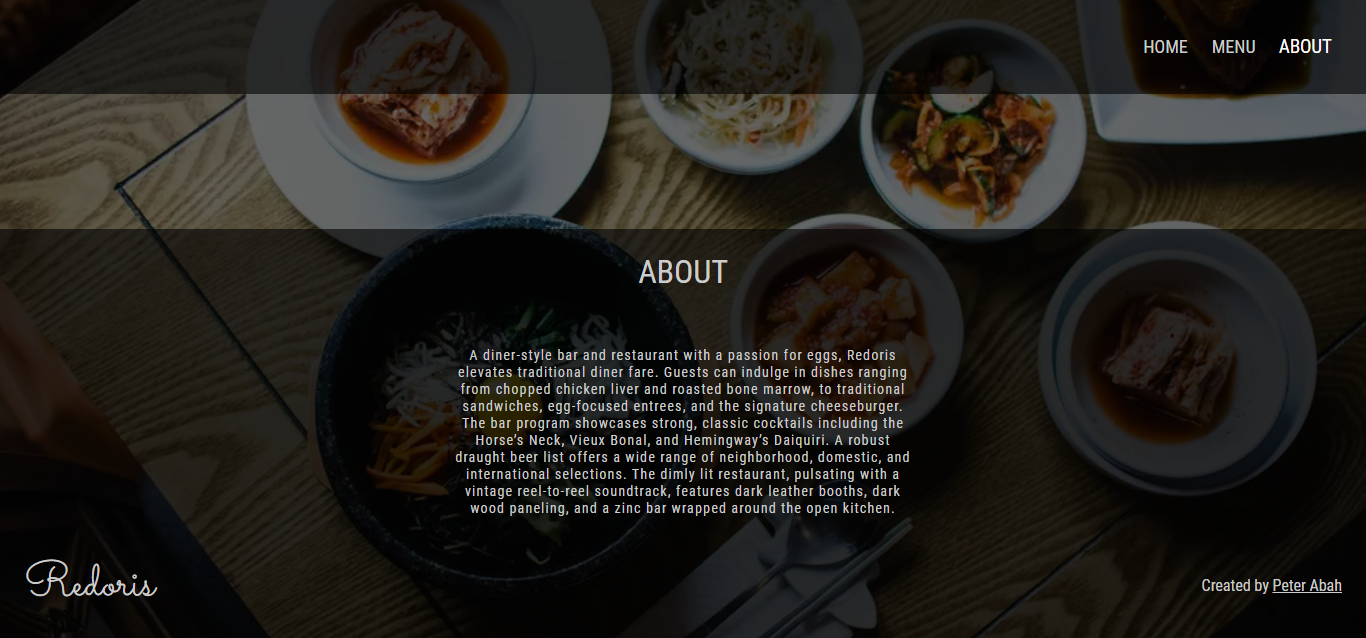 HOME MENU ABOUT
ABOUT
A diner-style bar and restaurant with a passion for eggs, Redoris
elevates traditional diner fare. Guests can indulge in dishes ranging
from chopped chicken liver and roasted bone marrow, to traditional
sandwiches, egg-focused entrees, and the signature cheeseburger.
The bar program showcases strong, classic cocktails including the
Horse’s Neck, Vieux Bonal, and Hemingway’s Daiquiri. A robust
draught beer list offers a wide range of neighborhood, domestic, and
international selections. The dimly lit restaurant, pulsating with a
vintage reel-to-reel soundtrack, features dark leather booths, dark
wood paneling, and a zinc bar wrapped around the open kitchen.
Redoris
Created by Peter Abah